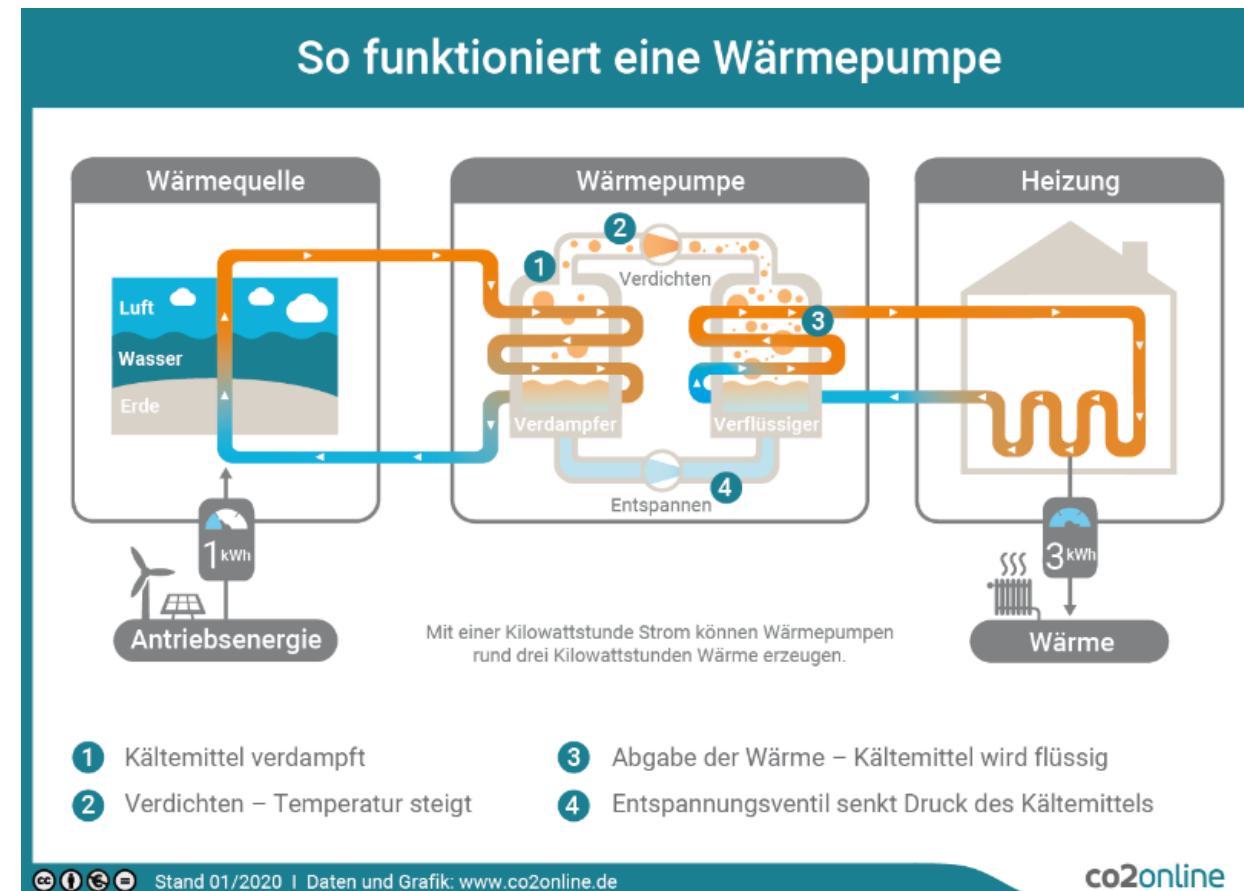 So funktioniert eine Wärmepumpe
Wärmequelle
Luft
Wasser
Erde
Wärmepumpe
1
2
Verdichten
3
Verdampfer
Verflüssiger
4
Entspannen
Heizung
1 kWh
Antriebsenergie
Mit einer Kilowattstunde Strom können Wärmepumpen
rund drei Kilowattstunden Wärme erzeugen.
3 kWh
Wärme
1 Kältemittel verdampft
2 Verdichten – Temperatur steigt
3 Abgabe der Wärme – Kältemittel wird flüssig
4 Entspannungsventil senkt Druck des Kältemittels
cc Stand 01/2020 I Daten und Grafik: www.co2online.de
co2online